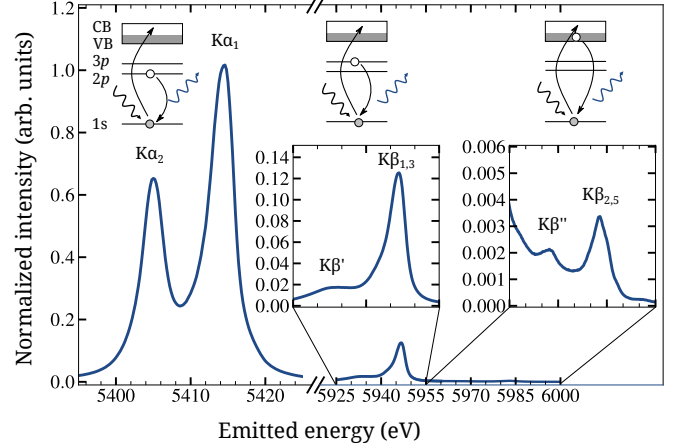 1.2
1.0
0.8
0.6
0.4
0.2
0.0
Normalized intensity (arb. units)
CB
VB
3p
2p
1s
Kα₂
Kα₁
0.14
0.12
0.10
0.08
0.06
0.04
0.02
0.00
Kβ'
Kβ₁,₃
0.006
0.005
0.004
0.003
0.002
0.001
0.000
Kβ''
Kβ₂,₅
5400 5410 5420 5925 5940 5955 5970 5985 6000
Emitted energy (eV)